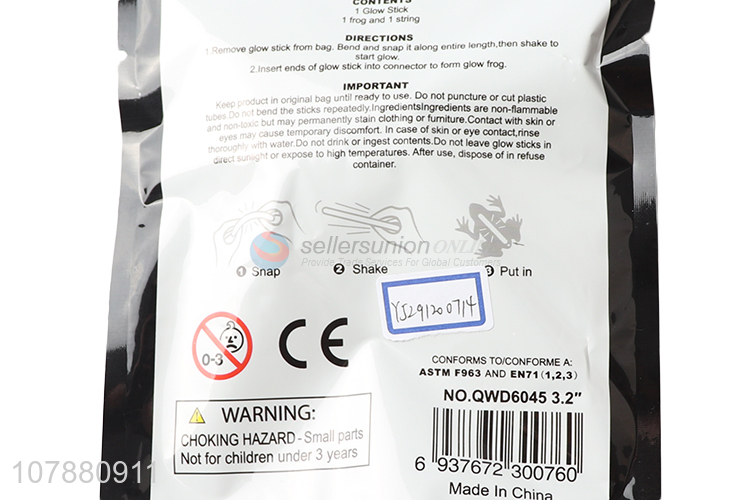 CONTENTS
1 Glow Stick
1 frog and 1 string
DIRECTIONS
1.Remove glow stick from bag. Bend and snap it along entire length,then shake to
start glow.
2.Insert ends of glow stick into connector to form glow frog.
IMPORTANT
Keep product in original bag until ready to use. Do not puncture or cut plastic
tubes.Do not bend the sticks repeatedly.IngredientsIngredients are non-flammable
and non-toxic but may permanently stain clothing or furniture.Contact with skin or
eyes may cause temporary discomfort. In case of skin or eye contact,rinse
thoroughly with water.Do not drink or ingest contents.Do not leave glow sticks in
direct sunlight or expose to high temperatures. After use, dispose of in refuse
container.
sellersunion ONLINE
Provide Trade Services For Global Customers
1 Snap
2 Shake
3 Put in
YJ291200714
0-3
CE
CONFORMS TO/CONFORME A:
ASTM F963 AND EN71 (1,2,3)
NO.QWD6045 3.2"
WARNING:
CHOKING HAZARD - Small parts
Not for children under 3 years
6 937672 300760
Made In China
107880911